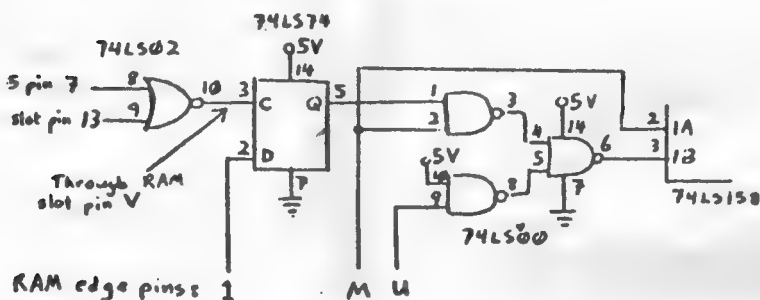 74LS74
74LS02
5V
14
5 pin 7
8
10
3
C
Q
5
slot pin 13
9
2
D
7
Through RAM
slot pin V
1
2
3
5V
4
14
5
6
7
5V
9
8
74LS00
2
1A
3
1B
74LS158
RAM edge pins:
1
M
U